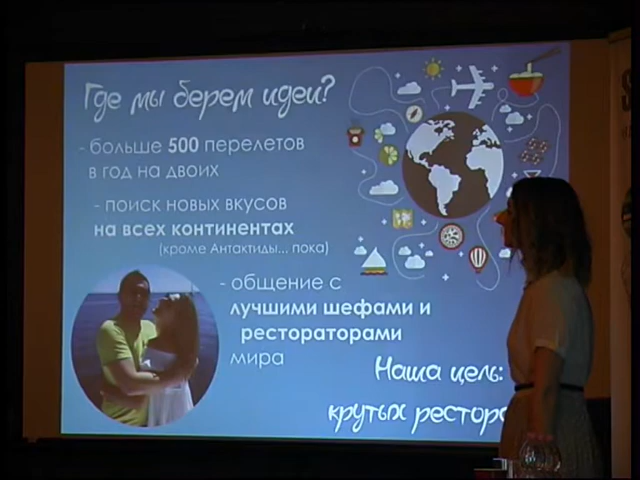 Где мы берем идеи?
- больше 500 перелетов
в год на двоих
- поиск новых вкусов
на всех континентах
(кроме Антактиды... пока)
- общение с
лучшими шефами и
рестораторами
мира
Наша цель:
крутых